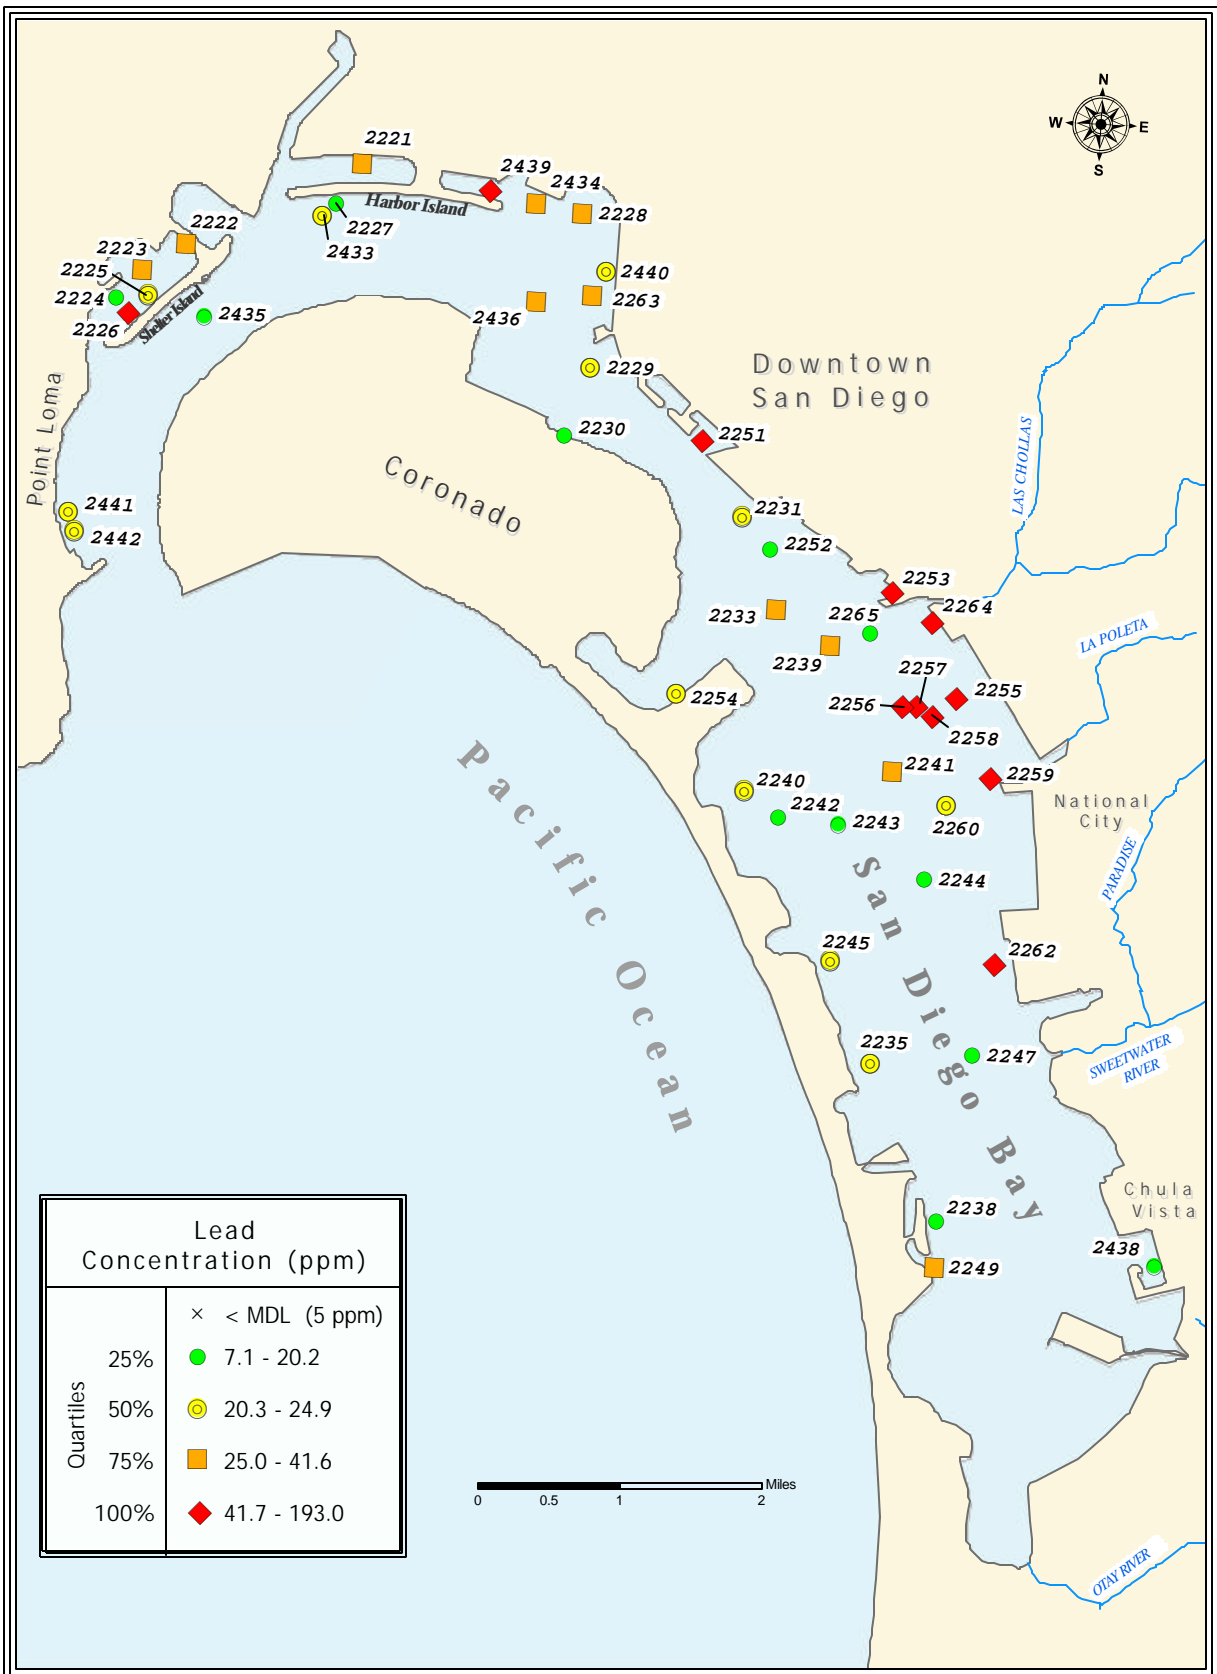 N
W E
S
2221
2439
2434
2228
Harbor Island
2227
2433
2222
2223
2225
2224
2226
Shelter Island
2435
2440
2263
2436
2229
Downtown
San Diego
2230
2251
Point Loma
Coronado
LAS CHOLLAS
2441
2442
2231
2252
2253
2264
2233
2265
2239
LA POLETA
2257
2255
2256
2254
2258
2241
2259
2240
2242
2243
2260
National
City
Pacific Ocean
San Diego Bay
PARADISE
2244
2245
2262
2235
2247
SWEETWATER
RIVER
Chula
Vista
2238
2438
2249
Lead
Concentration (ppm)
× < MDL (5 ppm)
Quartiles
25% 7.1 - 20.2
50% 20.3 - 24.9
75% 25.0 - 41.6
100% 41.7 - 193.0
Miles
0 0.5 1 2
OTAY RIVER